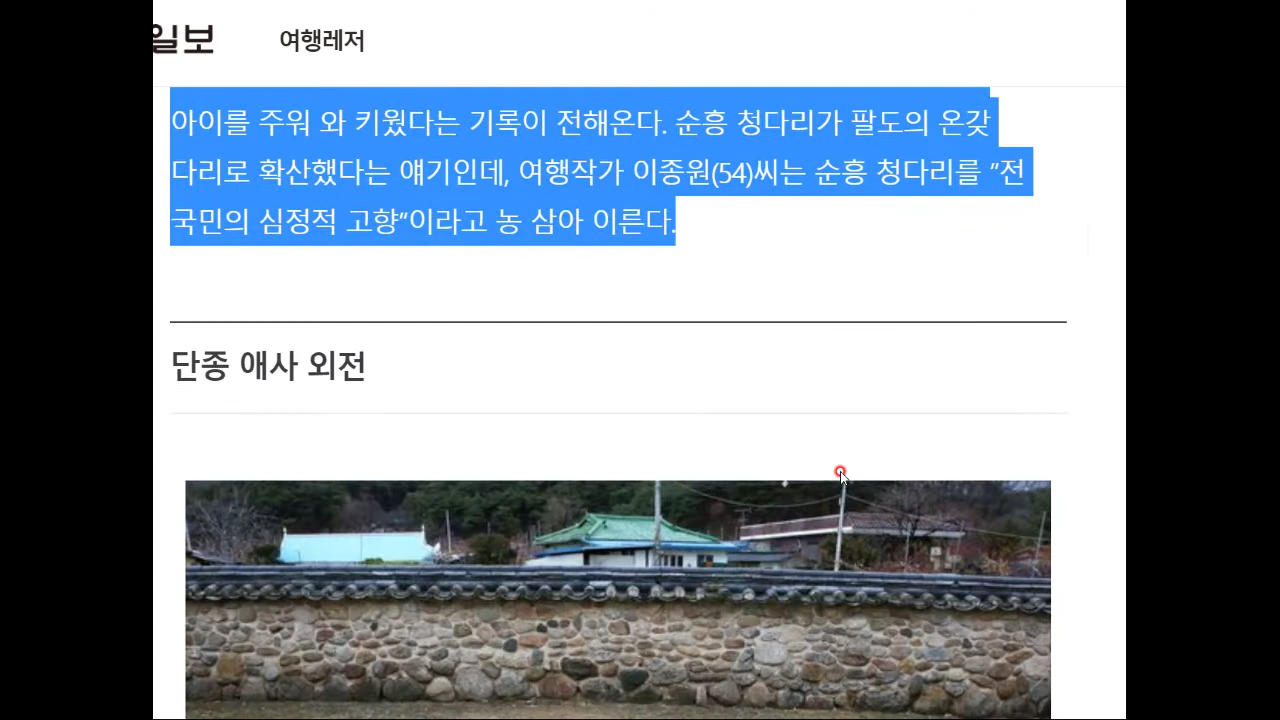 일보 여행레저
아이를 주워 와 키웠다는 기록이 전해온다. 순흥 청다리가 팔도의 온갖
다리로 확산했다는 얘기인데, 여행작가 이종원(54)씨는 순흥 청다리를 “전
국민의 심정적 고향”이라고 농 삼아 이른다.
단종 애사 외전